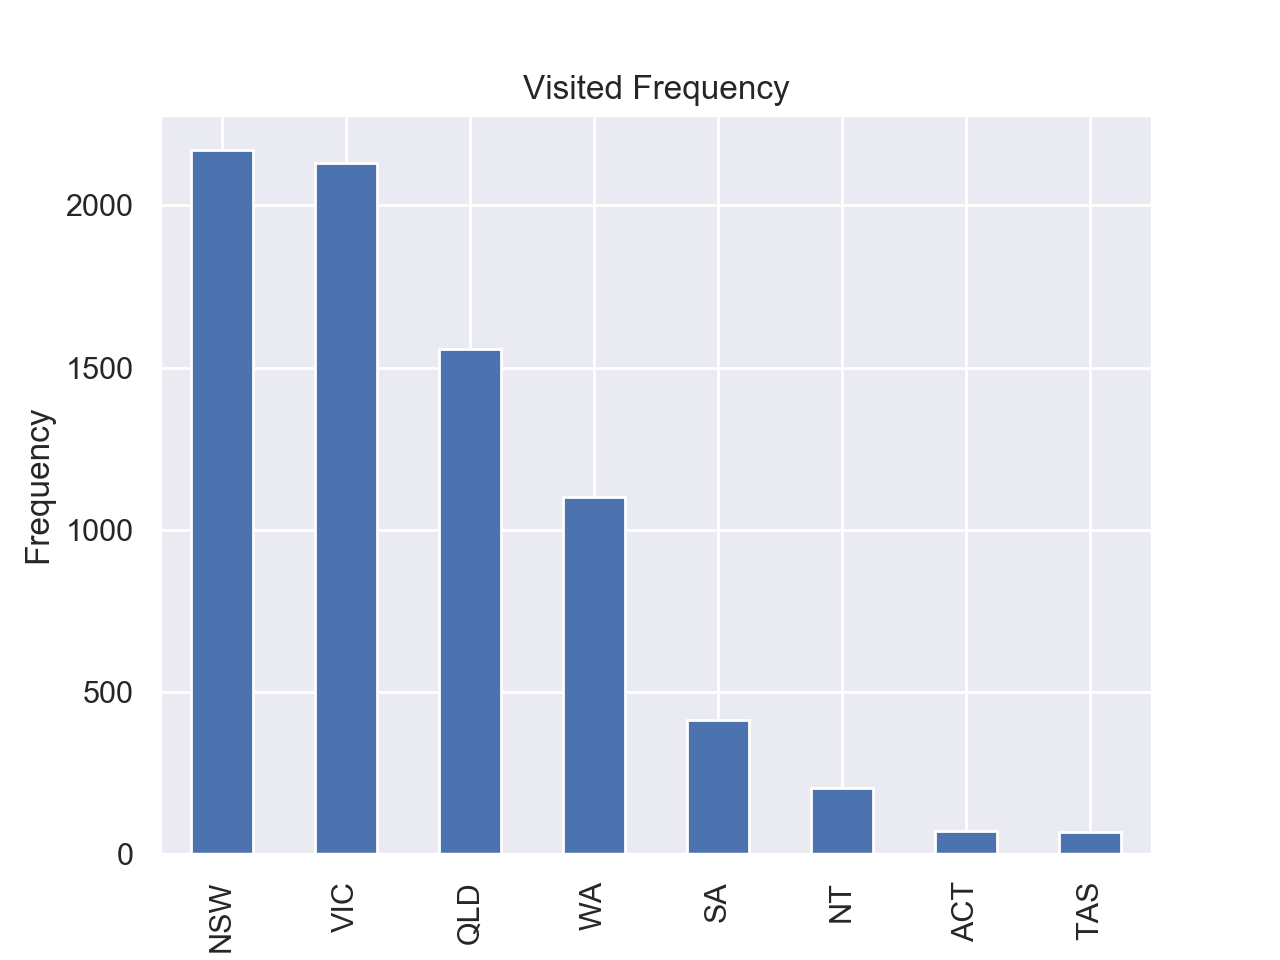 Visited Frequency
Frequency
2000
1500
1000
500
0
NSW
VIC
QLD
WA
SA
NT
ACT
TAS